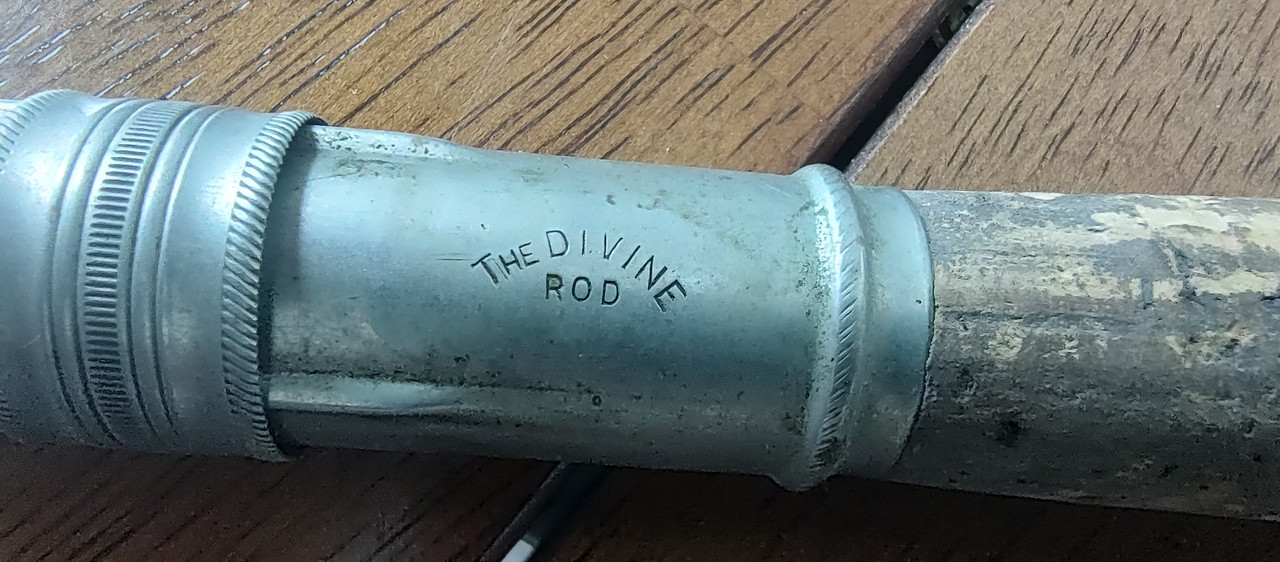 THE DIVINE
ROD